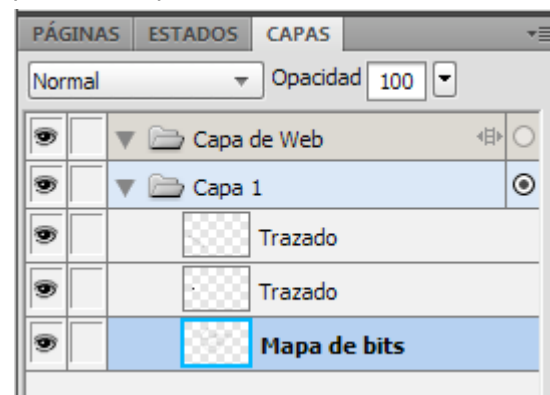 PÁGINAS ESTADOS CAPAS
Normal Opacidad 100
Capa de Web
Capa 1
Trazado
Trazado
Mapa de bits